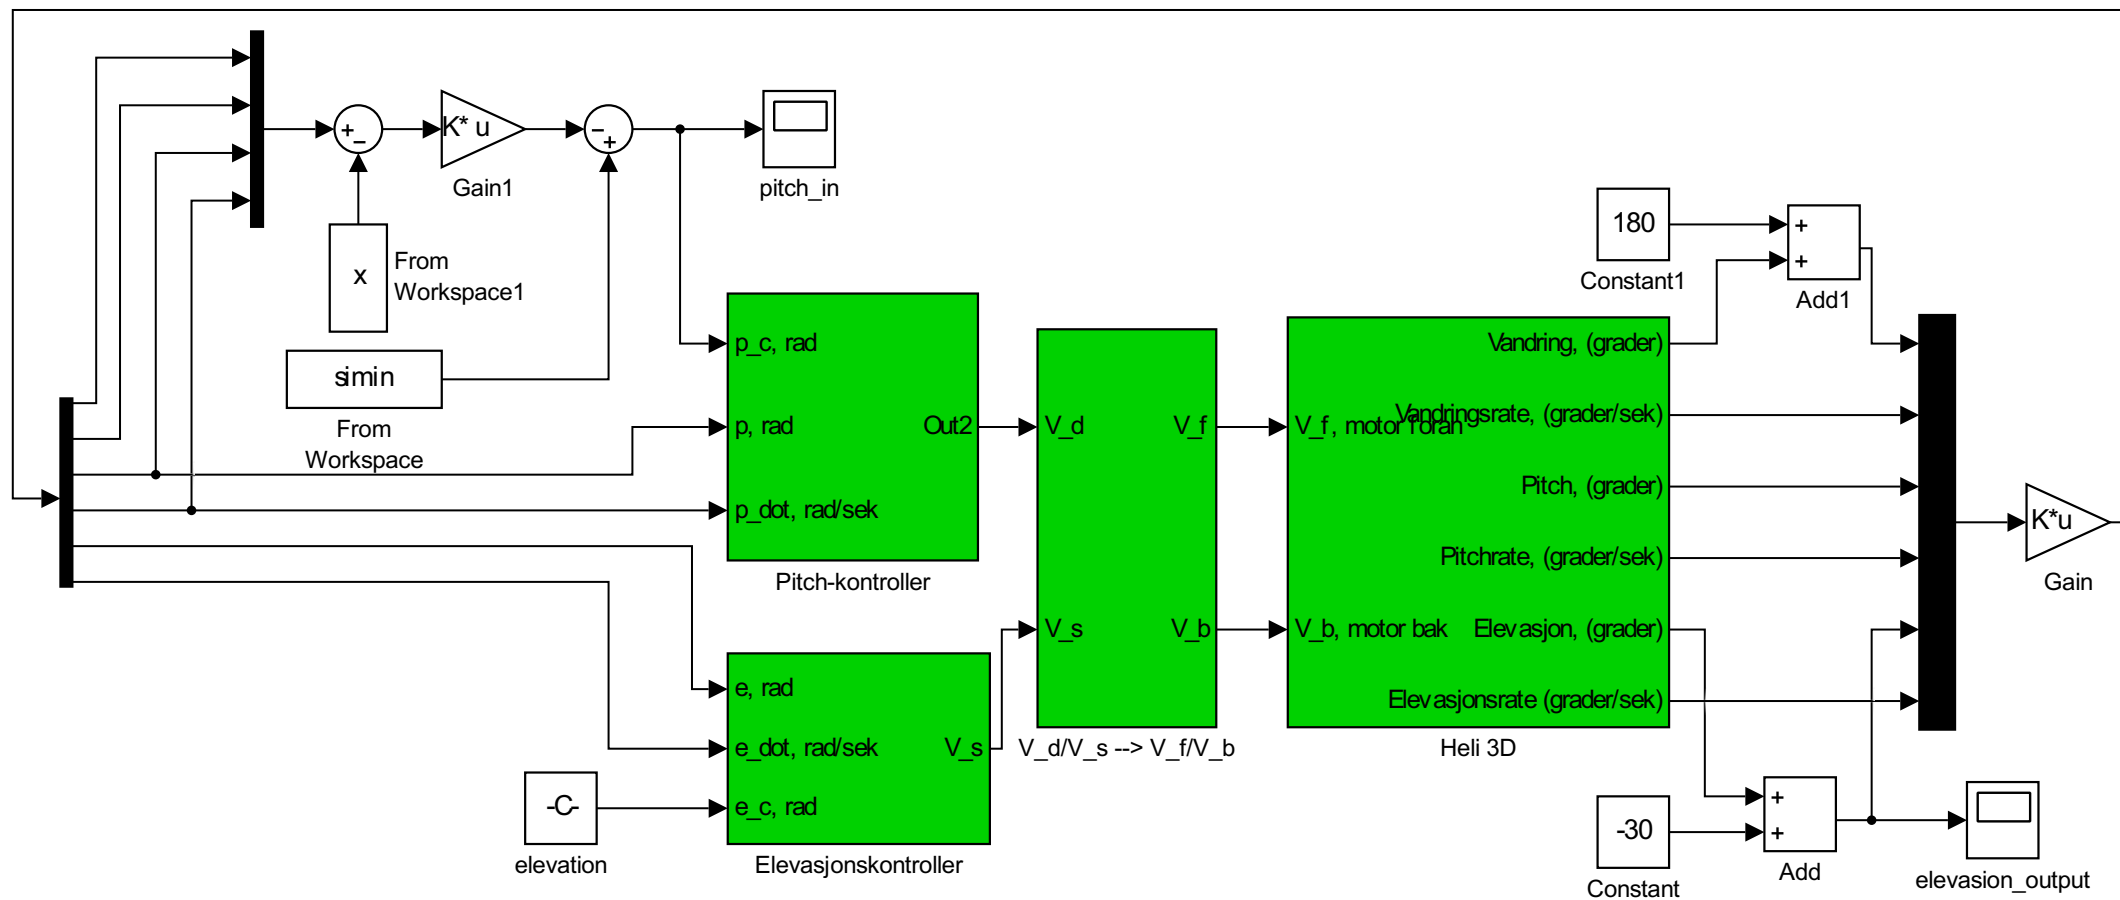 +
−
K* u
Gain1
−
+
pitch_in
x
From
Workspace1
simin
From
Workspace
p_c, rad
p, rad
p_dot, rad/sek
Out2
Pitch-kontroller
e, rad
e_dot, rad/sek
e_c, rad
V_s
Elevasjonskontroller
-C-
elevation
V_d
V_s
V_f
V_b
V_d/V_s --> V_f/V_b
V_f, motor foran
V_b, motor bak
Vandring, (grader)
Vandringsrate, (grader/sek)
Pitch, (grader)
Pitchrate, (grader/sek)
Elevasjon, (grader)
Elevasjonsrate (grader/sek)
Heli 3D
180
Constant1
+
+
Add1
-30
Constant
+
+
Add
elevasion_output
K*u
Gain